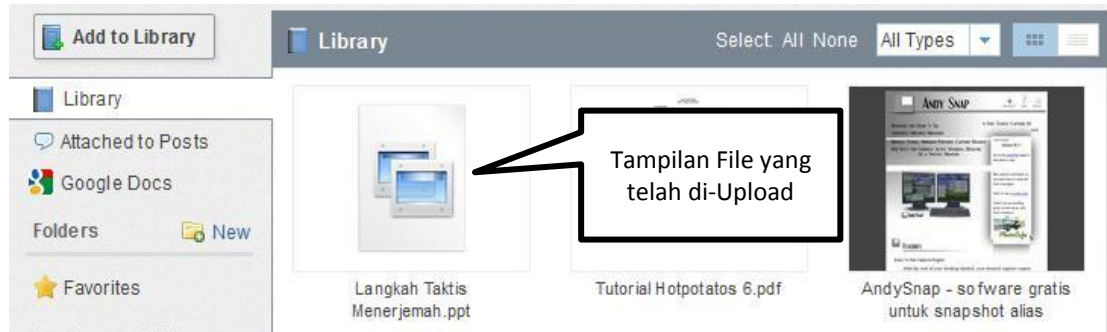 Add to Library
Library
Select: All None
All Types
Library
Attached to Posts
Google Docs
Folders
New
Favorites
Tampilan File yang
telah di-Upload
ANDY SNAP
Langkah Taktis
Menerjemah.ppt
Tutorial Hotpotatos 6.pdf
AndySnap - sofware gratis
untuk snapshot alias